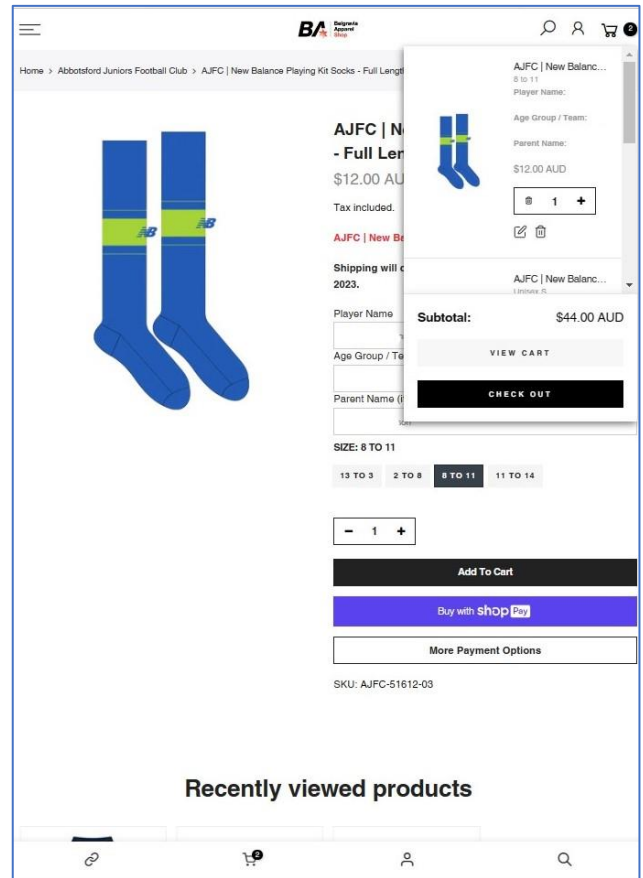 BA Belgravia
Apparel
Shop
2
Home > Abbotsford Juniors Football Club > AJFC | New Balance Playing Kit Socks - Full Lengt
AJFC | New Balanc...
8 to 11
Player Name:
Age Group / Team:
Parent Name:
$12.00 AUD
1 +
AJFC | New Balanc...
Unisex S
Subtotal: $44.00 AUD
VIEW CART
CHECK OUT
AJFC | N
- Full Len
$12.00 AU
Tax included.
AJFC | New Ba
Shipping will
2023.
Player Name
Age Group / Te
Parent Name (i
SIZE: 8 TO 11
13 TO 3 2 TO 8 8 TO 11 11 TO 14
- 1 +
Add To Cart
Buy with shop Pay
More Payment Options
SKU: AJFC-51612-03
NB
NB
Recently viewed products
2